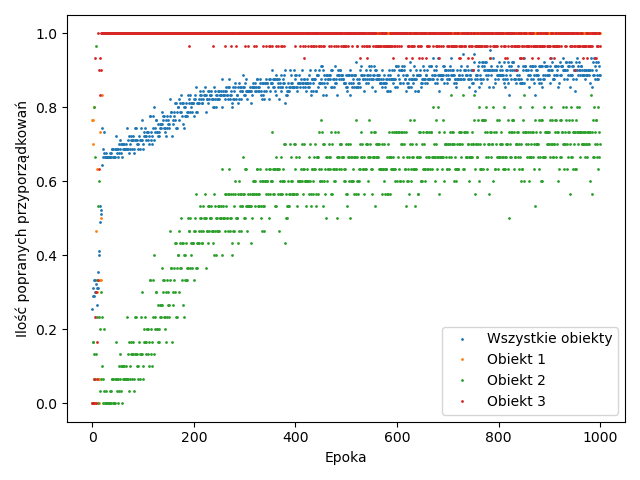 1.0
0.8
0.6
0.4
0.2
0.0
Ilość popranych przyporządkowań
Wszystkie obiekty
Obiekt 1
Obiekt 2
Obiekt 3
0 200 400 600 800 1000
Epoka